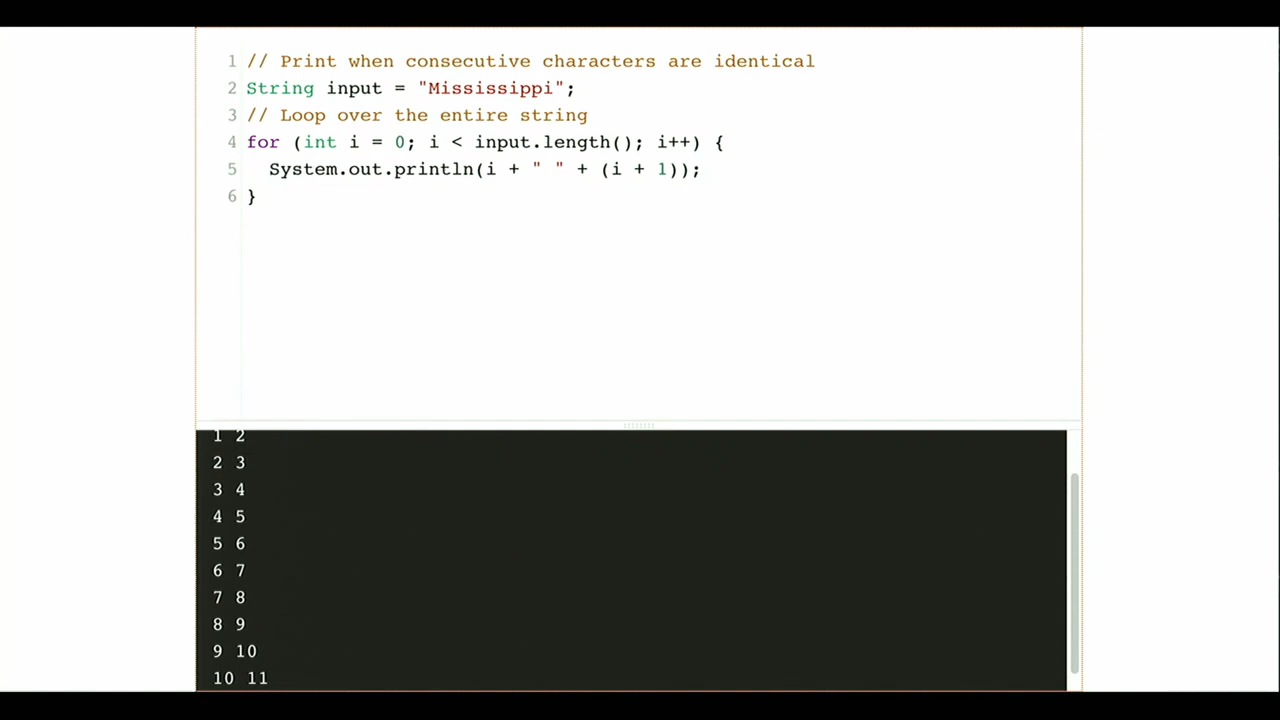 1 // Print when consecutive characters are identical
2 String input = "Mississippi";
3 // Loop over the entire string
4 for (int i = 0; i < input.length(); i++) {
5 System.out.println(i + " " + (i + 1));
6 }
1 2
2 3
3 4
4 5
5 6
6 7
7 8
8 9
9 10
10 11